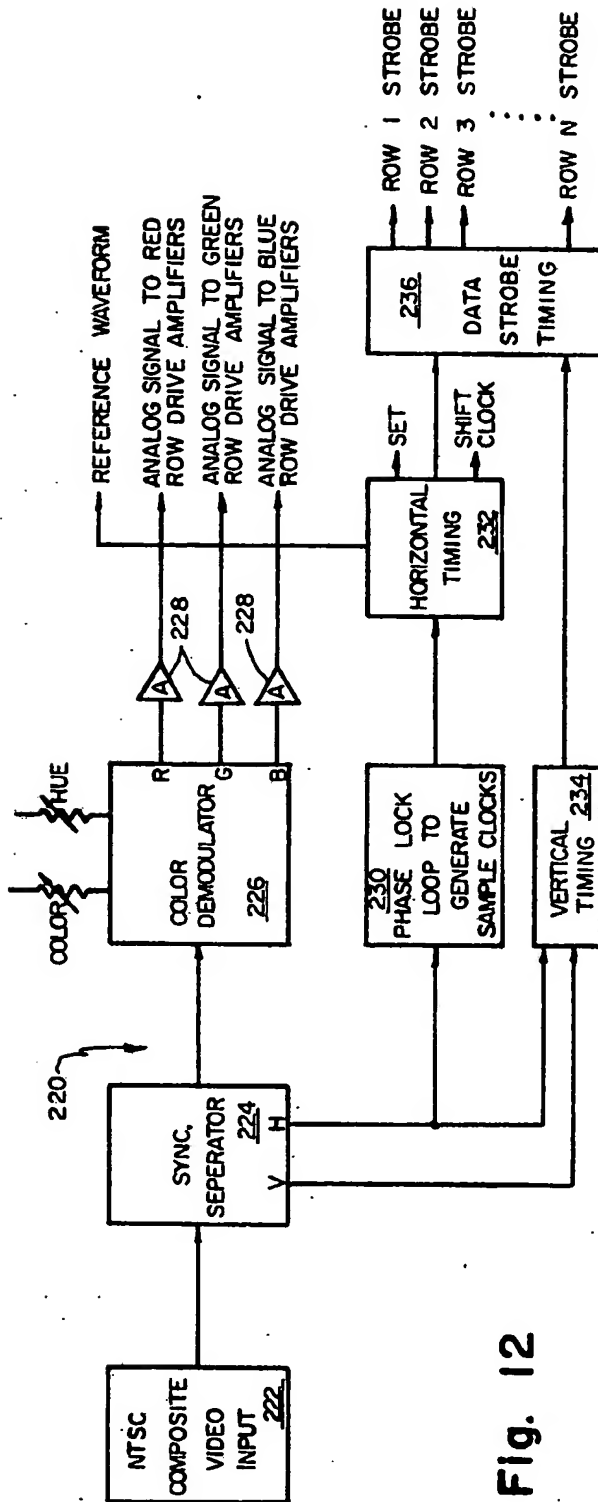 NTSC
COMPOSITE
VIDEO
INPUT
222
220
SYNC.
SEPERATOR
224
V
H
COLOR
HUE
COLOR
DEMODULATOR
226
R
G
B
A
A
A
228
228
REFERENCE WAVEFORM
ANALOG SIGNAL TO RED
ROW DRIVE AMPLIFIERS
ANALOG SIGNAL TO GREEN
ROW DRIVE AMPLIFIERS
ANALOG SIGNAL TO BLUE
ROW DRIVE AMPLIFIERS
230
PHASE LOCK
LOOP TO
GENERATE
SAMPLE CLOCKS
HORIZONTAL
TIMING
232
SET
SHIFT
CLOCK
VERTICAL
TIMING
234
236
DATA
STROBE
TIMING
ROW 1 STROBE
ROW 2 STROBE
ROW 3 STROBE
ROW N STROBE
Fig. 12